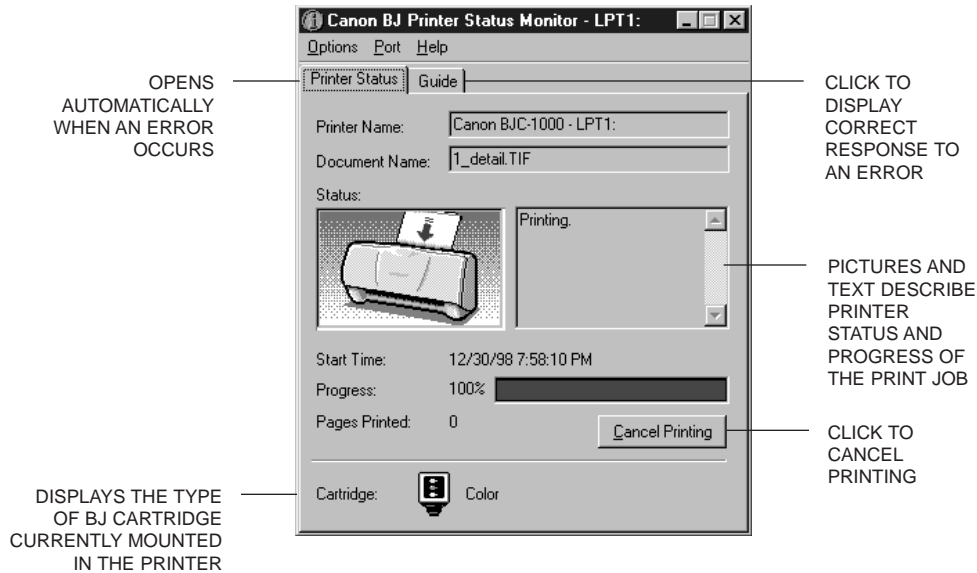 Canon BJ Printer Status Monitor - LPT1:
Options Port Help
Printer Status Guide
OPENS
AUTOMATICALLY
WHEN AN ERROR
OCCURS
CLICK TO
DISPLAY
CORRECT
RESPONSE TO
AN ERROR
Printer Name: Canon BJC-1000 - LPT1:
Document Name: 1_detail.TIF
Status:
Printing.
PICTURES AND
TEXT DESCRIBE
PRINTER
STATUS AND
PROGRESS OF
THE PRINT JOB
Start Time: 12/30/98 7:58:10 PM
Progress: 100%
Pages Printed: 0
Cancel Printing
CLICK TO
CANCEL
PRINTING
Cartridge: Color
DISPLAYS THE TYPE
OF BJ CARTRIDGE
CURRENTLY MOUNTED
IN THE PRINTER